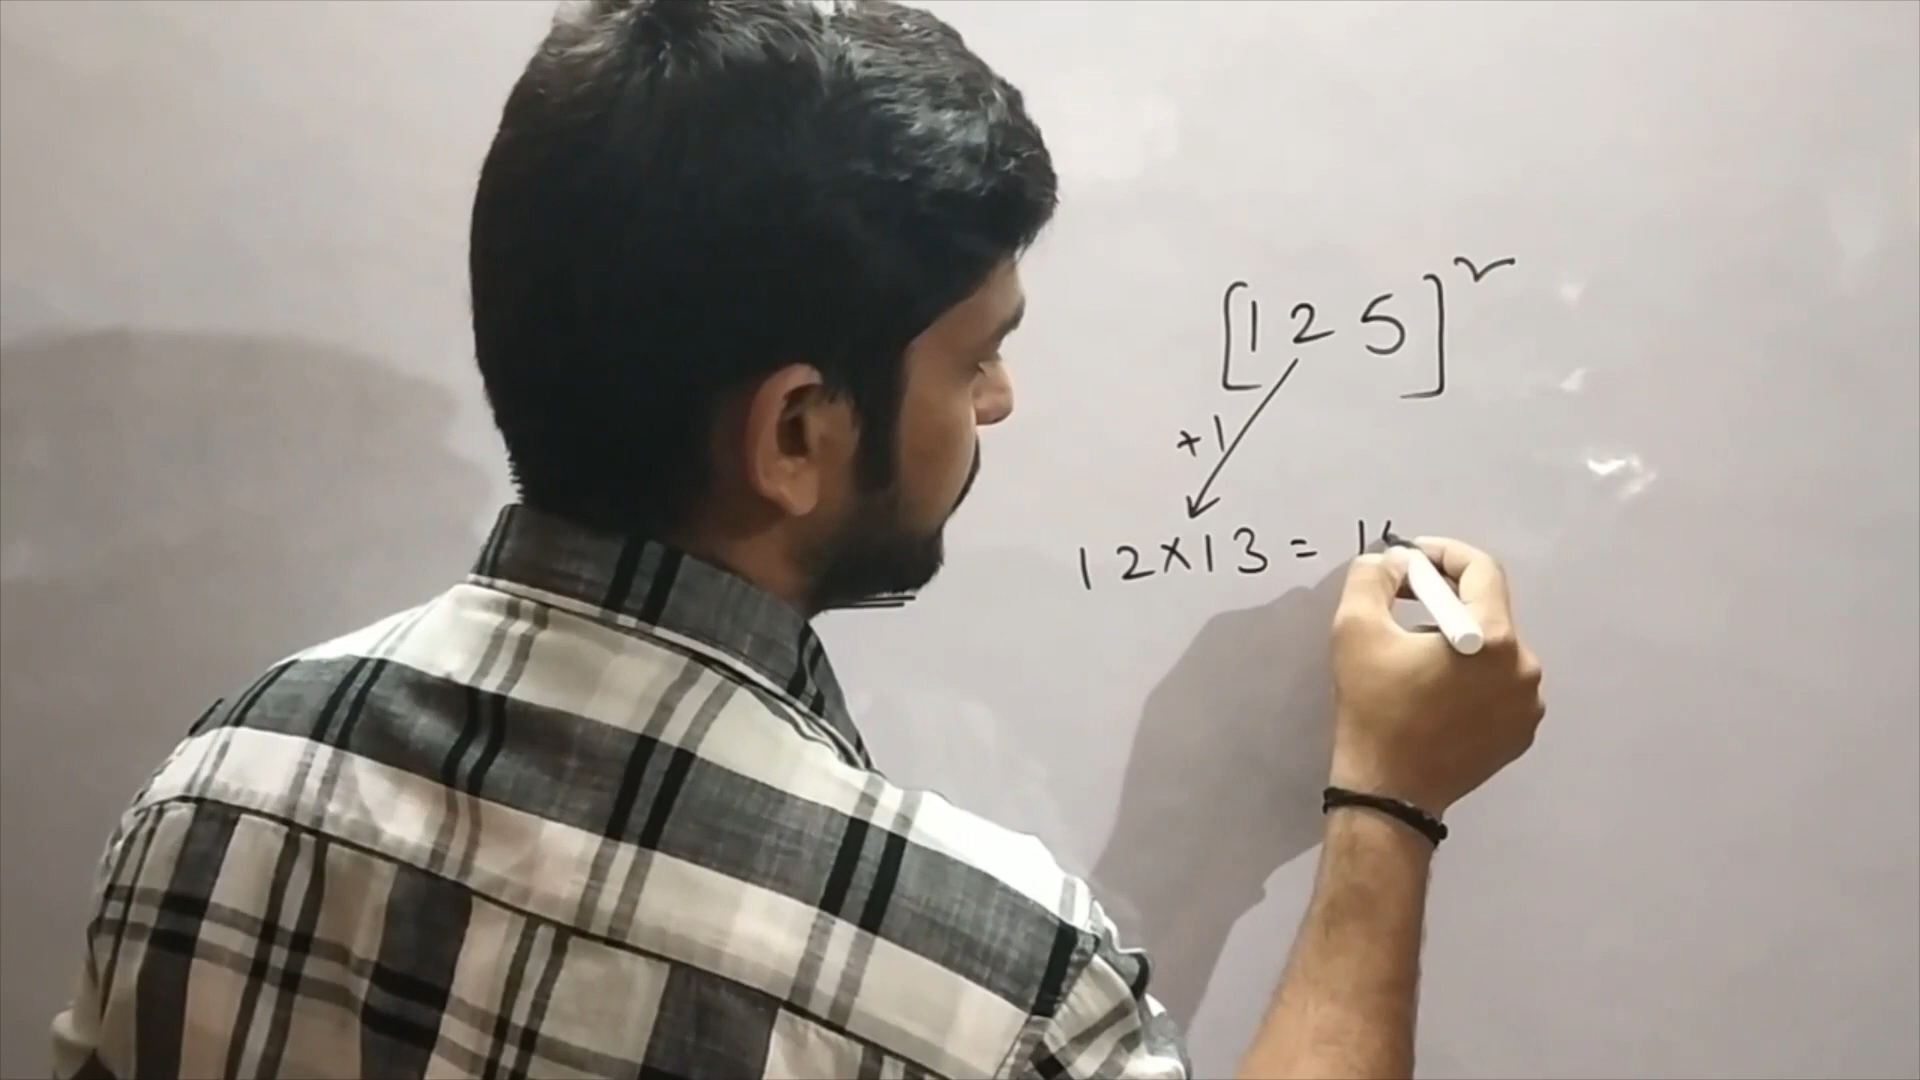 [125]²
+1
12×13 = 1